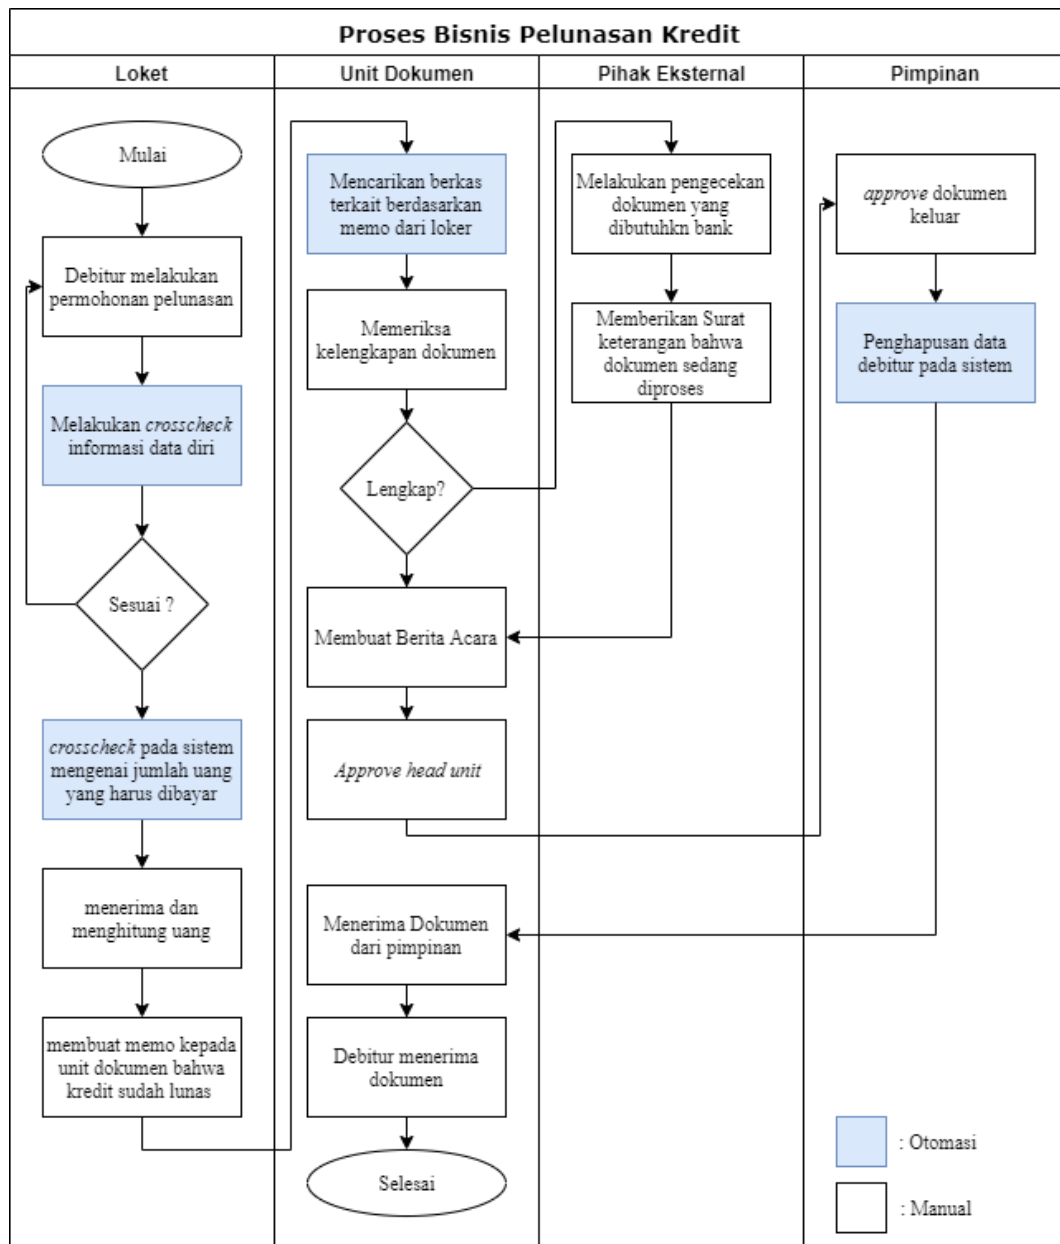 Proses Bisnis Pelunasan Kredit
Loket
Unit Dokumen
Pihak Eksternal
Pimpinan
Mulai
Debitur melakukan
permohonan pelunasan
Melakukan crosscheck
informasi data diri
Sesuai ?
crosscheck pada sistem
mengenai jumlah uang
yang harus dibayar
menerima dan
menghitung uang
membuat memo kepada
unit dokumen bahwa
kredit sudah lunas
Mencarikan berkas
terkait berdasarkan
memo dari loker
Memeriksa
kelengkapan dokumen
Lengkap?
Membuat Berita Acara
Approve head unit
Menerima Dokumen
dari pimpinan
Debitur menerima
dokumen
Selesai
Melakukan pengecekan
dokumen yang
dibutuhkn bank
Memberikan Surat
keterangan bahwa
dokumen sedang
diproses
approve dokumen
keluar
Penghapusan data
debitur pada sistem
: Otomasi
: Manual